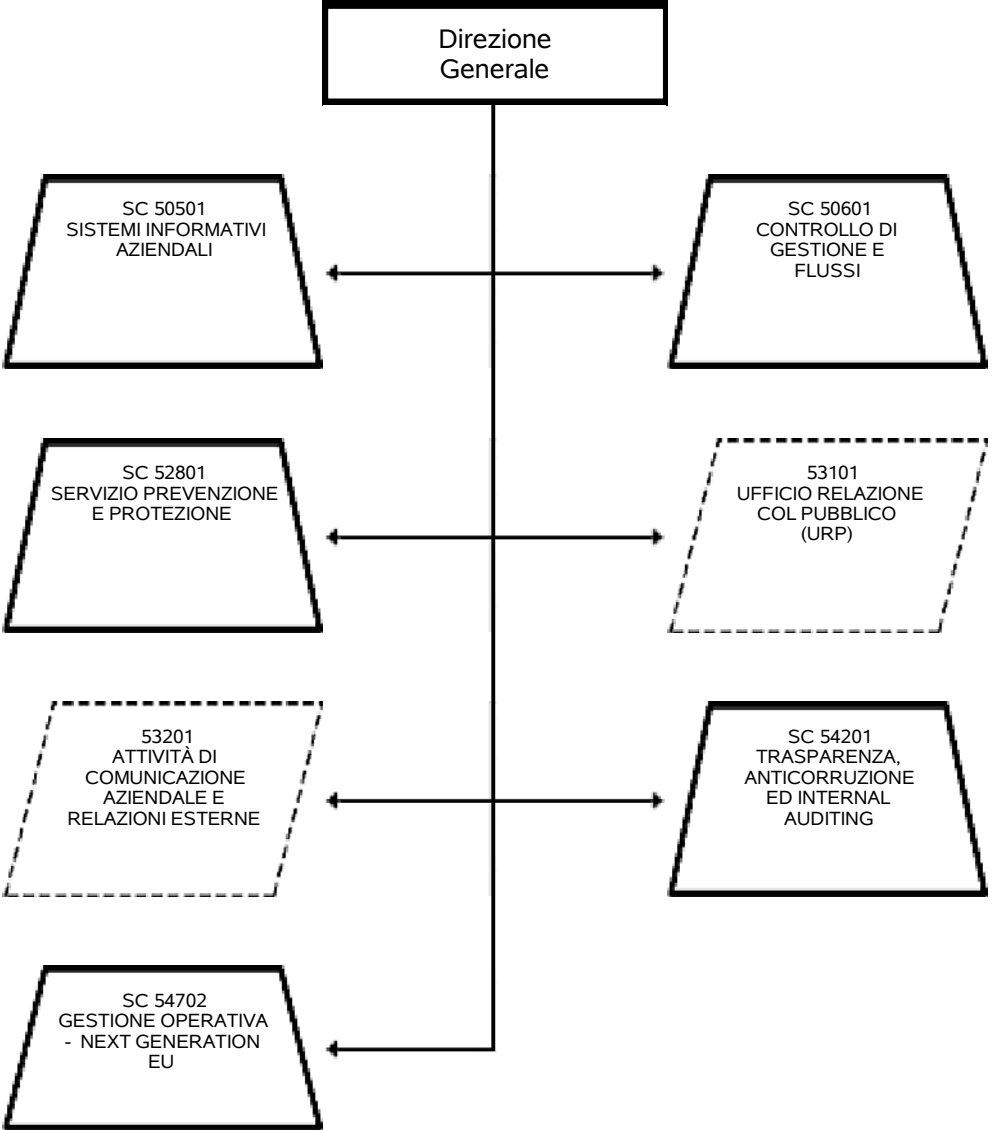 Direzione
Generale
SC 50501
SISTEMI INFORMATIVI
AZIENDALI
SC 50601
CONTROLLO DI
GESTIONE E
FLUSSI
SC 52801
SERVIZIO PREVENZIONE
E PROTEZIONE
53101
UFFICIO RELAZIONE
COL PUBBLICO
(URP)
53201
ATTIVITÀ DI
COMUNICAZIONE
AZIENDALE E
RELAZIONI ESTERNE
SC 54201
TRASPARENZA,
ANTICORRUZIONE
ED INTERNAL
AUDITING
SC 54702
GESTIONE OPERATIVA
- NEXT GENERATION
EU